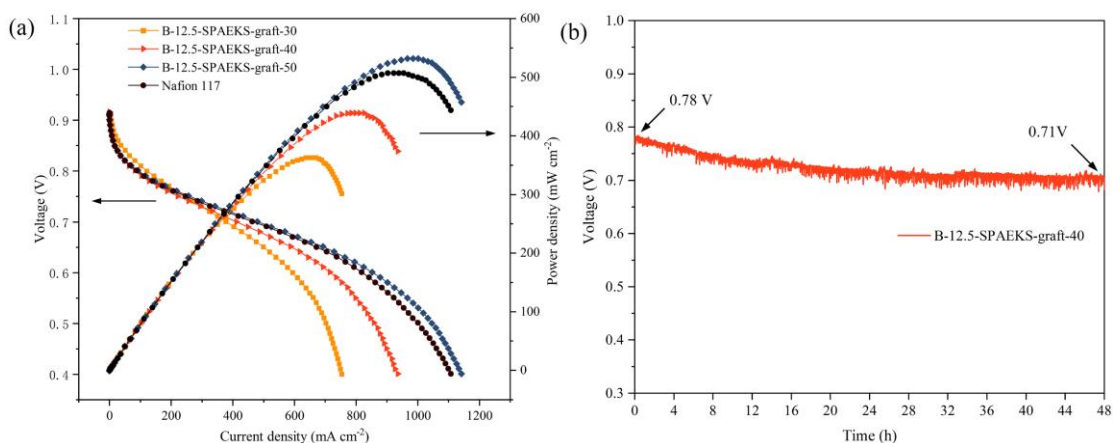 (a)
B-12.5-SPAEKS-graft-30
B-12.5-SPAEKS-graft-40
B-12.5-SPAEKS-graft-50
Nafion 117
1.1
1.0
0.9
0.8
0.7
0.6
0.5
0.4
Voltage (V)
600
500
400
300
200
100
0
Power density (mW cm⁻²)
0 200 400 600 800 1000 1200
Current density (mA cm⁻²)
(b)
1.0
0.9
0.8
0.7
0.6
0.5
0.4
0.3
Voltage (V)
0.78 V
0.71V
B-12.5-SPAEKS-graft-40
0 4 8 12 16 20 24 28 32 36 40 44 48
Time (h)